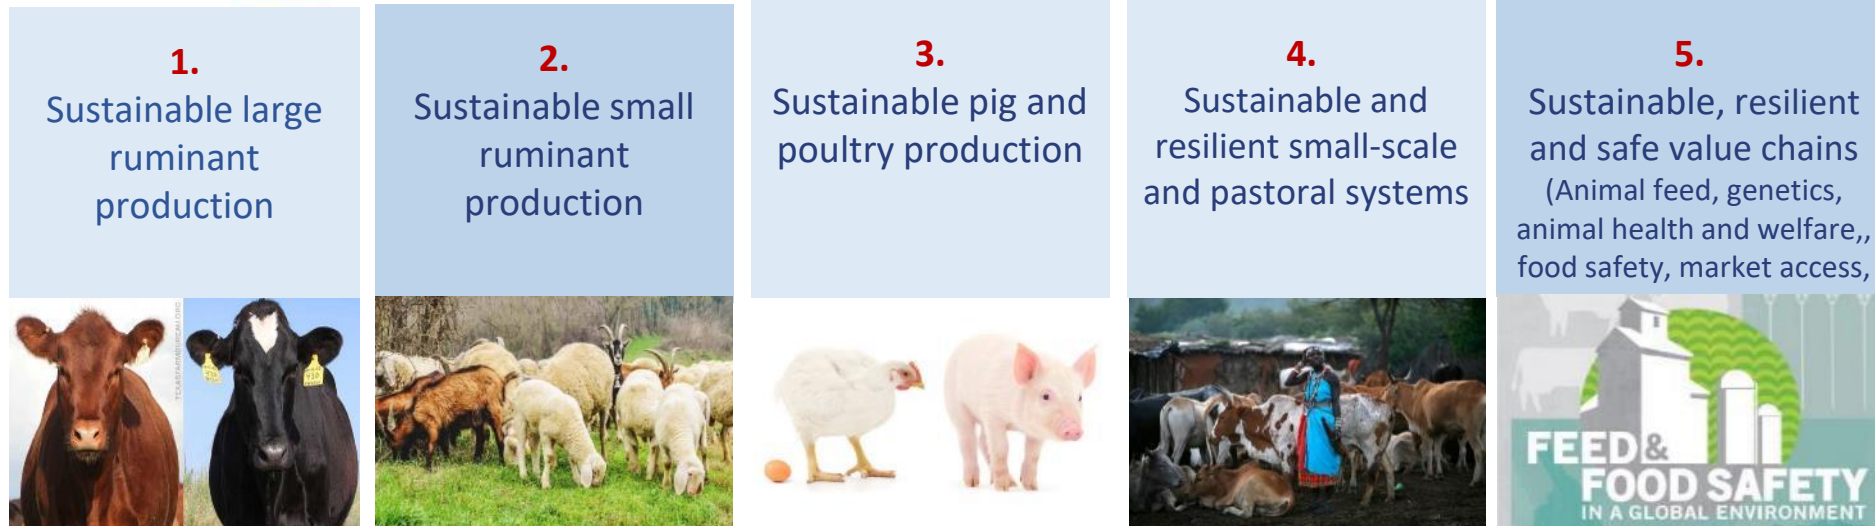 1.
Sustainable large
ruminant
production
2.
Sustainable small
ruminant
production
3.
Sustainable pig and
poultry production
4.
Sustainable and
resilient small-scale
and pastoral systems
5.
Sustainable, resilient
and safe value chains
(Animal feed, genetics,
animal health and welfare,,
food safety, market access,
TEXASFARMBUREAU.ORG
FEED &
FOOD SAFETY
IN A GLOBAL ENVIRONMENT